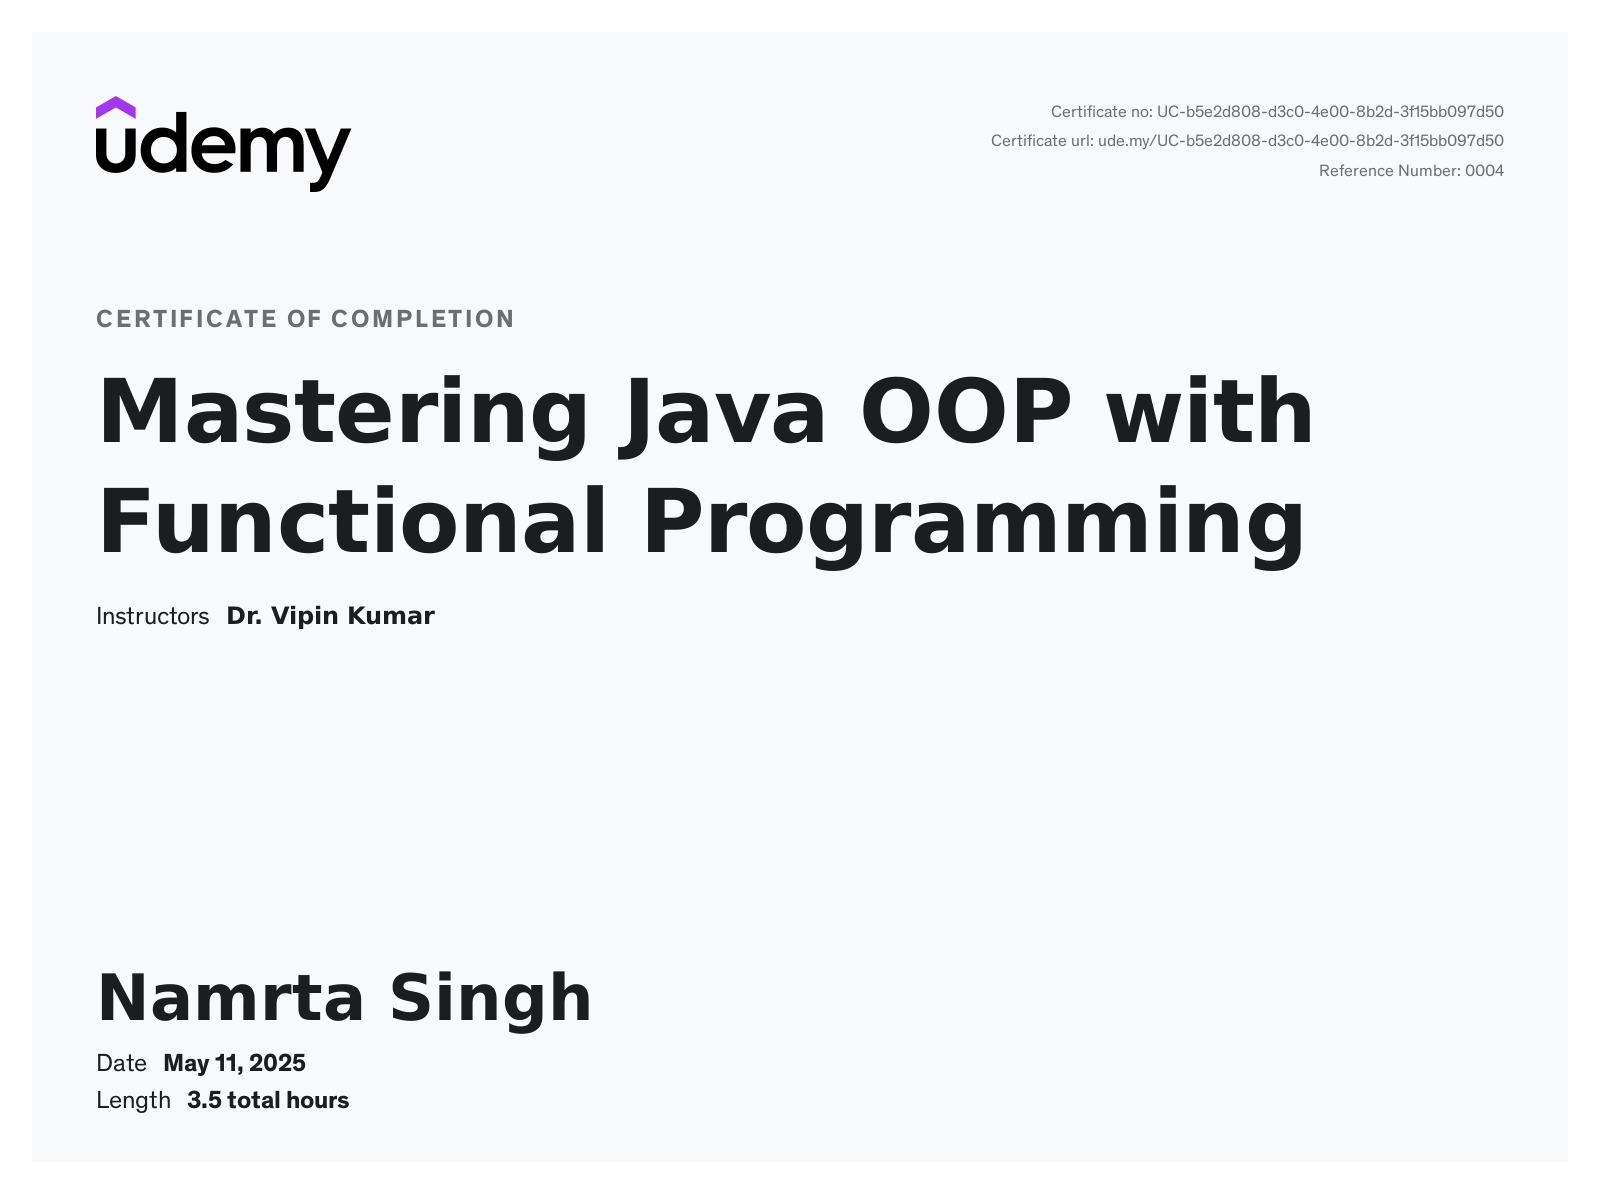 udemy
Certificate no: UC-b5e2d808-d3c0-4e00-8b2d-3f15bb097d50
Certificate url: ude.my/UC-b5e2d808-d3c0-4e00-8b2d-3f15bb097d50
Reference Number: 0004
CERTIFICATE OF COMPLETION
Mastering Java OOP with
Functional Programming
Instructors Dr. Vipin Kumar
Namrta Singh
Date May 11, 2025
Length 3.5 total hours